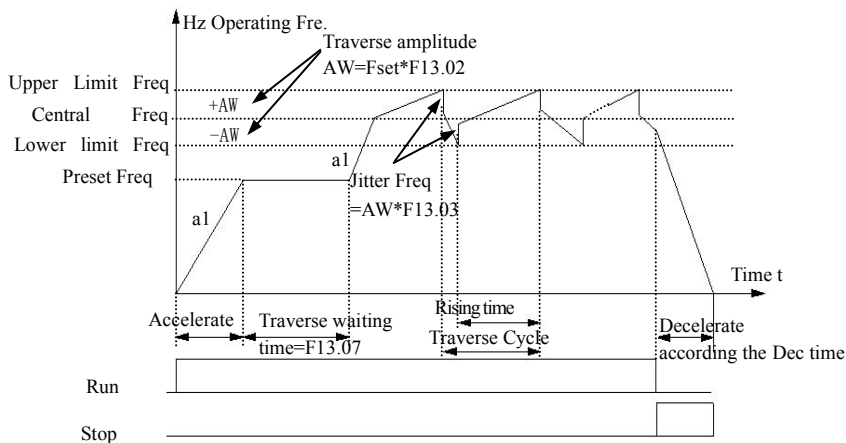 Hz Operating Fre.
Traverse amplitude
AW=Fset*F13.02
Upper Limit Freq
+AW
Central Freq
-AW
Lower limit Freq
a1
Preset Freq
Jitter Freq
=AW*F13.03
a1
Time t
Rising time
Accelerate
Traverse waiting
time=F13.07
Traverse Cycle
Decelerate
according the Dec time
Run
Stop